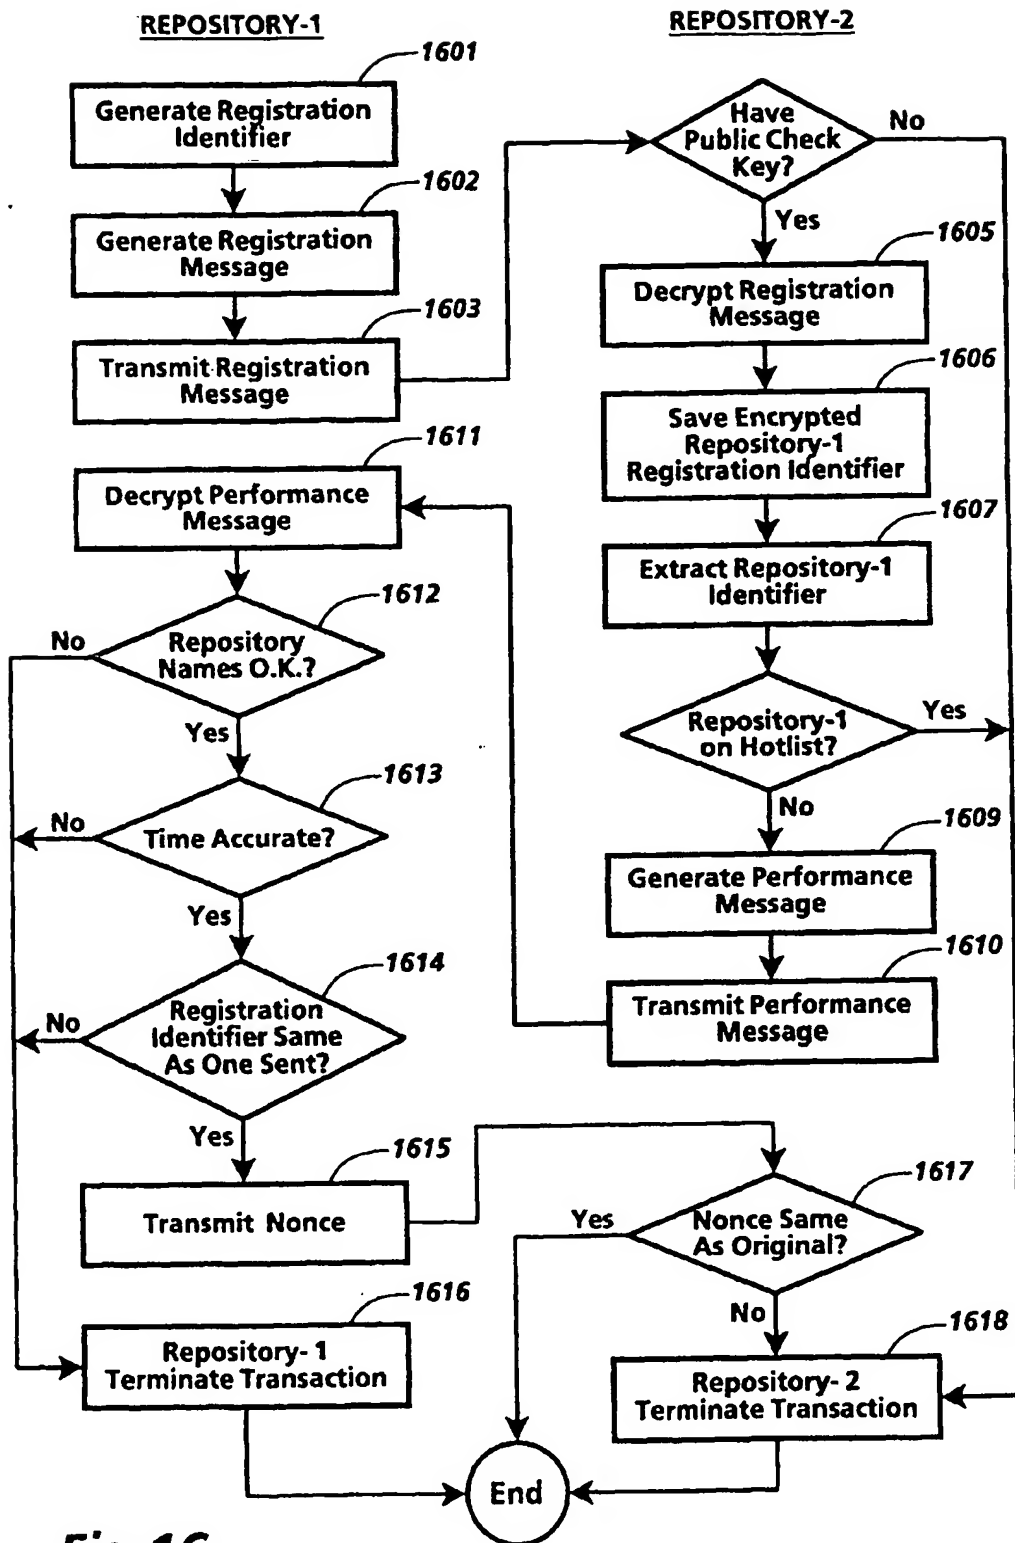 REPOSITORY-1
1601
Generate Registration
Identifier
1602
Generate Registration
Message
1603
Transmit Registration
Message
1611
Decrypt Performance
Message
1612
No
Repository
Names O.K.?
Yes
1613
No
Time Accurate?
Yes
1614
No
Registration
Identifier Same
As One Sent?
Yes
1615
Transmit Nonce
1616
Repository- 1
Terminate Transaction
REPOSITORY-2
Have
Public Check
Key?
No
Yes
1605
Decrypt Registration
Message
1606
Save Encrypted
Repository-1
Registration Identifier
1607
Extract Repository-1
Identifier
Repository-1
on Hotlist?
Yes
No
1609
Generate Performance
Message
1610
Transmit Performance
Message
1617
Yes
Nonce Same
As Original?
No
1618
Repository- 2
Terminate Transaction
End